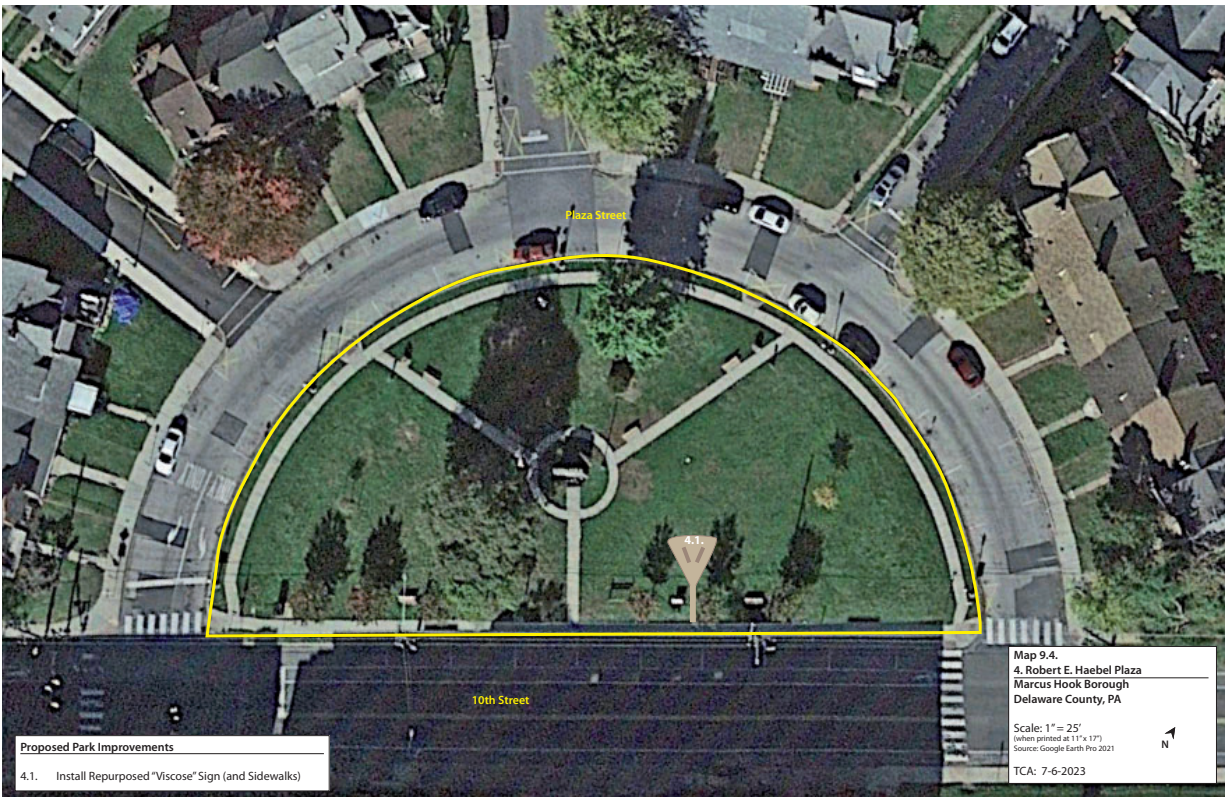 Plaza Street
4.1.
10th Street
Proposed Park Improvements
4.1. Install Repurposed "Viscose" Sign (and Sidewalks)
Map 9.4.
4. Robert E. Haebel Plaza
Marcus Hook Borough
Delaware County, PA
Scale: 1" = 25'
(when printed at 11" x 17")
Source: Google Earth Pro 2021
N
TCA: 7-6-2023